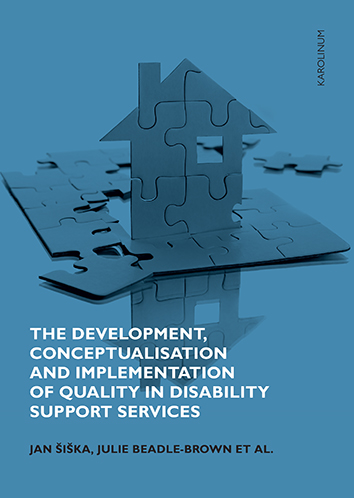 KAROLINUM
THE DEVELOPMENT,
CONCEPTUALISATION
AND IMPLEMENTATION
OF QUALITY IN DISABILITY
SUPPORT SERVICES
JAN ŠIŠKA, JULIE BEADLE-BROWN ET AL.